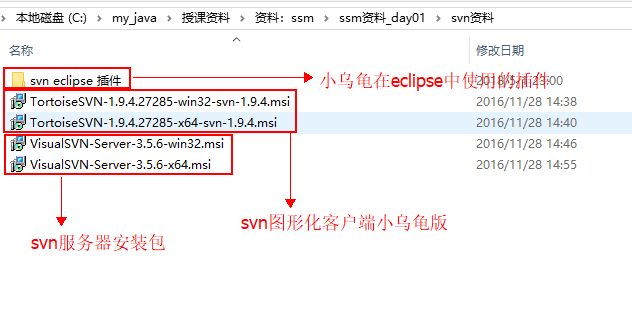 本地磁盘 (C:) > my_java > 授课资料 > 资料：ssm > ssm资料_day01 > svn资料
名称 修改日期
svn eclipse 插件
小乌龟在eclipse中使用的插件
TortoiseSVN-1.9.4.27285-win32-svn-1.9.4.msi 2016/11/28 14:38
TortoiseSVN-1.9.4.27285-x64-svn-1.9.4.msi 2016/11/28 14:40
VisualSVN-Server-3.5.6-win32.msi 2016/11/28 14:46
VisualSVN-Server-3.5.6-x64.msi 2016/11/28 14:55
svn图形化客户端小乌龟版
svn服务器安装包